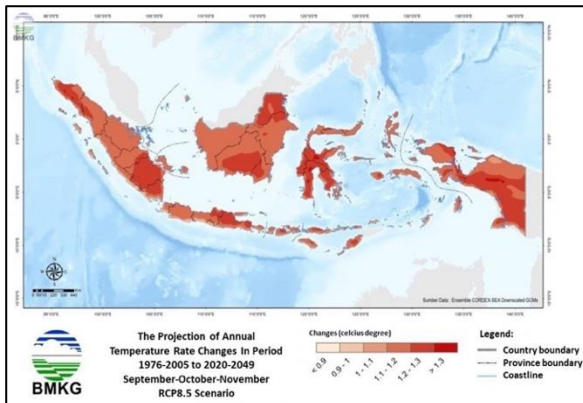 BMKG
Sumber Data : Ensemble CORDEX-SEA Downscaled GCMs
BMKG
The Projection of Annual
Temperature Rate Changes In Period
1976-2005 to 2020-2049
September-October-November
RCP8.5 Scenario
Changes (celcius degree)
< 0.9
0.9 - 1
1 - 1.1
1.1 - 1.2
1.2 - 1.3
> 1.3
Legend:
Country boundary
Province boundary
Coastline